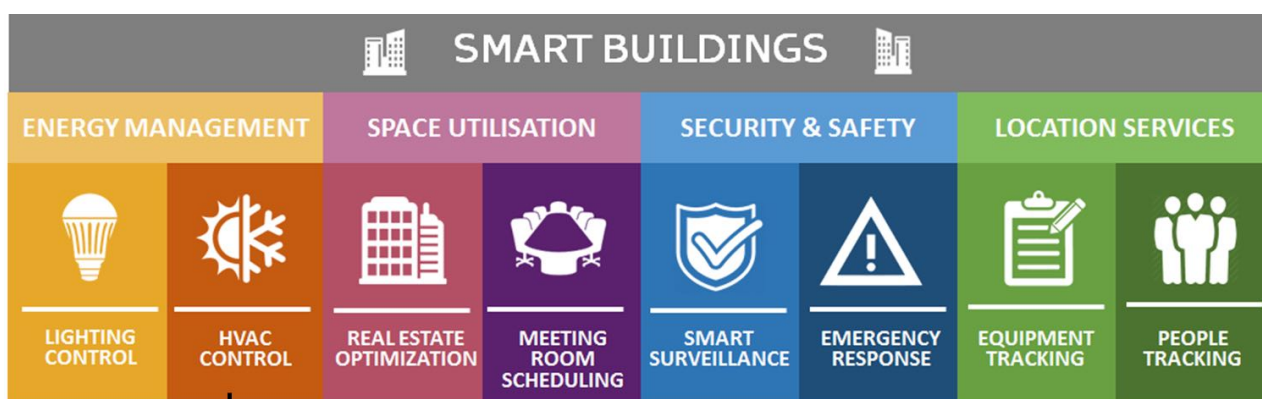 SMART BUILDINGS
ENERGY MANAGEMENT
SPACE UTILISATION
SECURITY & SAFETY
LOCATION SERVICES
LIGHTING
CONTROL
HVAC
CONTROL
REAL ESTATE
OPTIMIZATION
MEETING
ROOM
SCHEDULING
SMART
SURVEILLANCE
EMERGENCY
RESPONSE
EQUIPMENT
TRACKING
PEOPLE
TRACKING